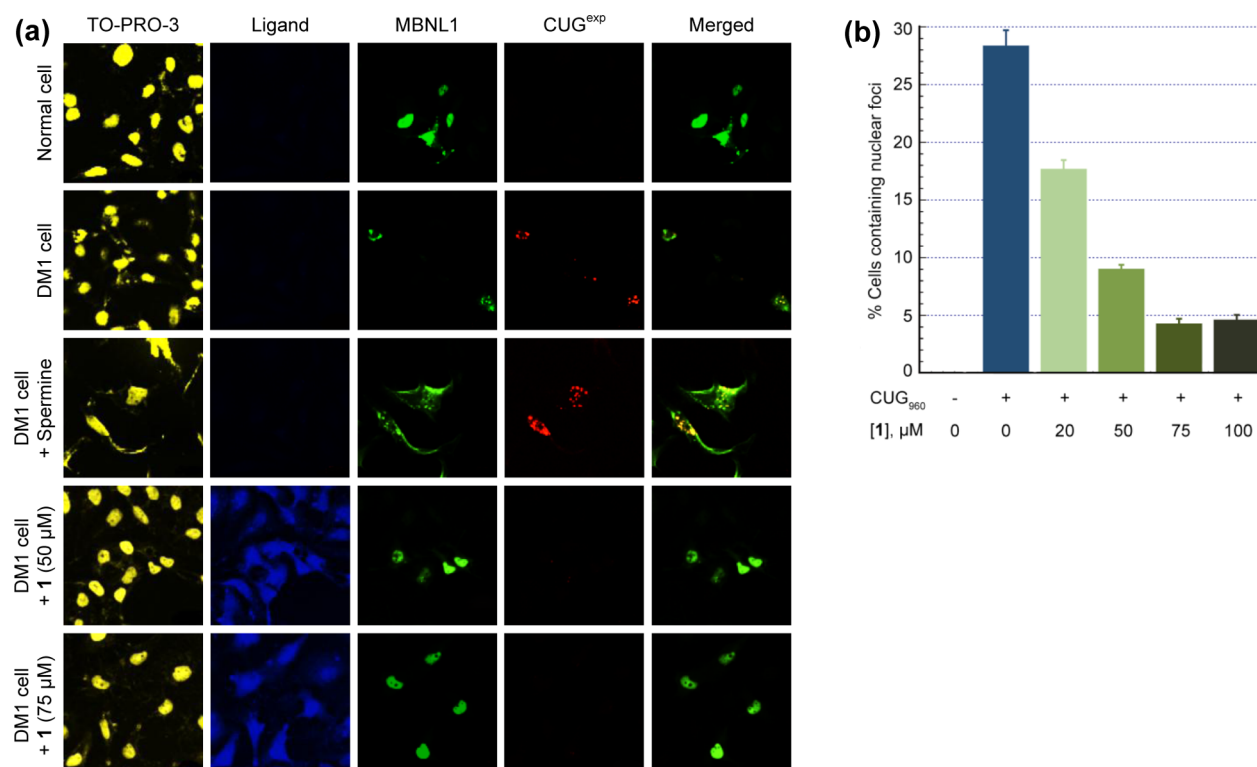 (a)
TO-PRO-3 Ligand MBNL1 CUG^exp Merged
Normal cell
DM1 cell
DM1 cell
+ Spermine
DM1 cell
+ 1 (50 µM)
DM1 cell
+ 1 (75 µM)
(b)
% Cells containing nuclear foci
30
25
20
15
10
5
0
CUG₉₆₀ - + + + + +
[1], µM 0 0 20 50 75 100